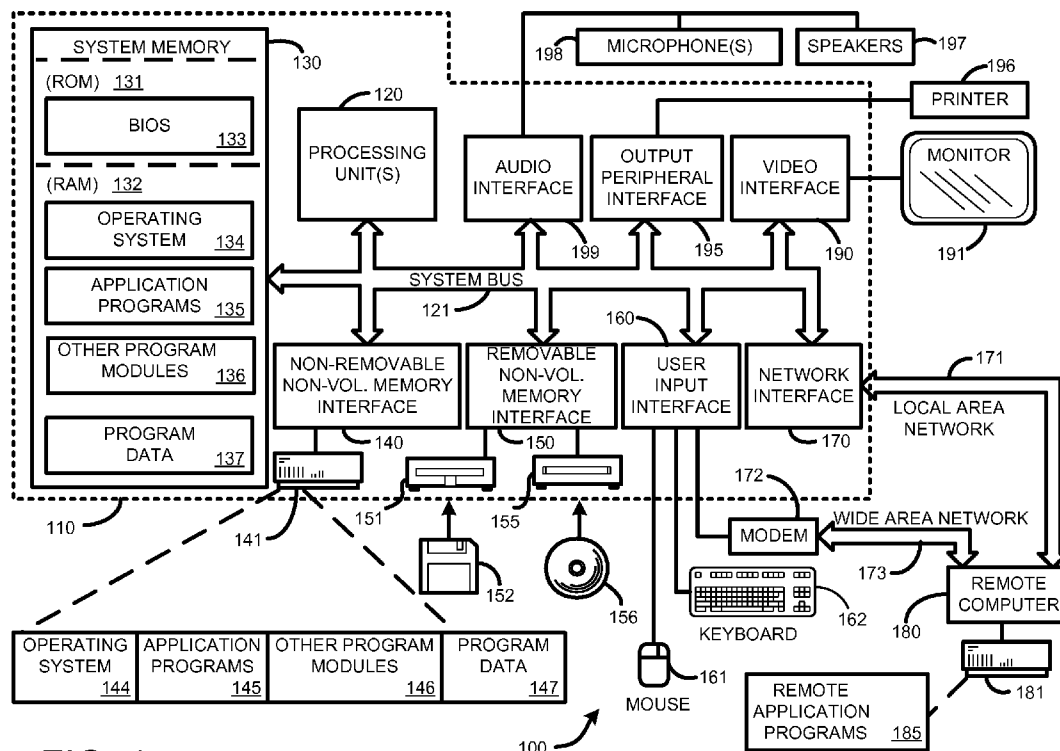 SYSTEM MEMORY
130
(ROM) 131
BIOS
133
(RAM) 132
OPERATING
SYSTEM 134
APPLICATION
PROGRAMS 135
OTHER PROGRAM
MODULES 136
PROGRAM
DATA 137
120
PROCESSING
UNIT(S)
198
MICROPHONE(S)
SPEAKERS
197
196
PRINTER
AUDIO
INTERFACE
199
OUTPUT
PERIPHERAL
INTERFACE
195
VIDEO
INTERFACE
190
MONITOR
191
SYSTEM BUS
121
NON-REMOVABLE
NON-VOL. MEMORY
INTERFACE
140
REMOVABLE
NON-VOL.
MEMORY
INTERFACE
150
160
USER
INPUT
INTERFACE
NETWORK
INTERFACE
170
171
LOCAL AREA
NETWORK
110
141
151
155
152
156
172
MODEM
WIDE AREA NETWORK
173
KEYBOARD
162
MOUSE
161
REMOTE
COMPUTER
180
181
REMOTE
APPLICATION
PROGRAMS 185
OPERATING
SYSTEM 144
APPLICATION
PROGRAMS 145
OTHER PROGRAM
MODULES 146
PROGRAM
DATA 147
100